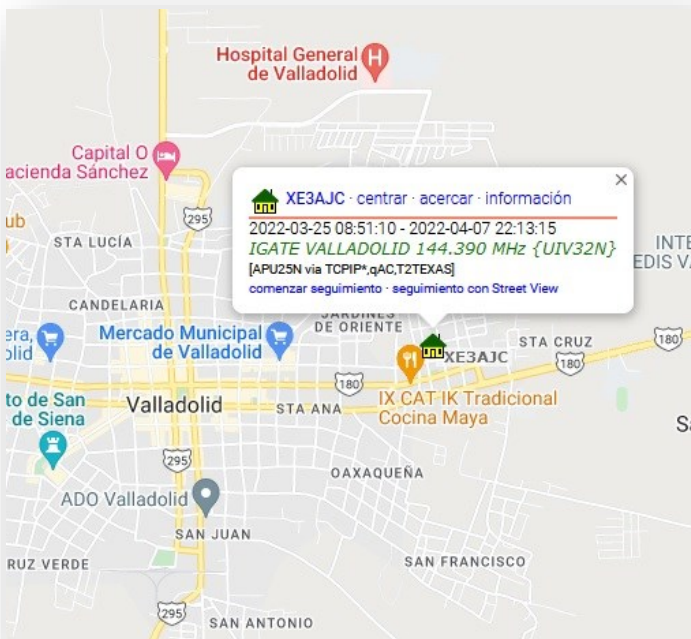 Hospital General
de Valladolid
H
Capital O
acienda Sánchez
295
ub
STA LUCÍA
×
XE3AJC · centrar · acercar · información
2022-03-25 08:51:10 - 2022-04-07 22:13:15
IGATE VALLADOLID 144.390 MHz {UIV32N}
[APU25N via TCPIP*,qAC,T2TEXAS]
comenzar seguimiento · seguimiento con Street View
INTE
EDIS VA
CANDELARIA
JARDINES
DE ORIENTE
era,
olid
Mercado Municipal
de Valladolid
XE3AJC
STA CRUZ
180
180
180
IX CAT IK Tradicional
Cocina Maya
to de San
de Siena
Valladolid
STA ANA
Sa
295
OAXAQUEÑA
ADO Valladolid
SAN JUAN
RUZ VERDE
SAN FRANCISCO
295
SAN ANTONIO